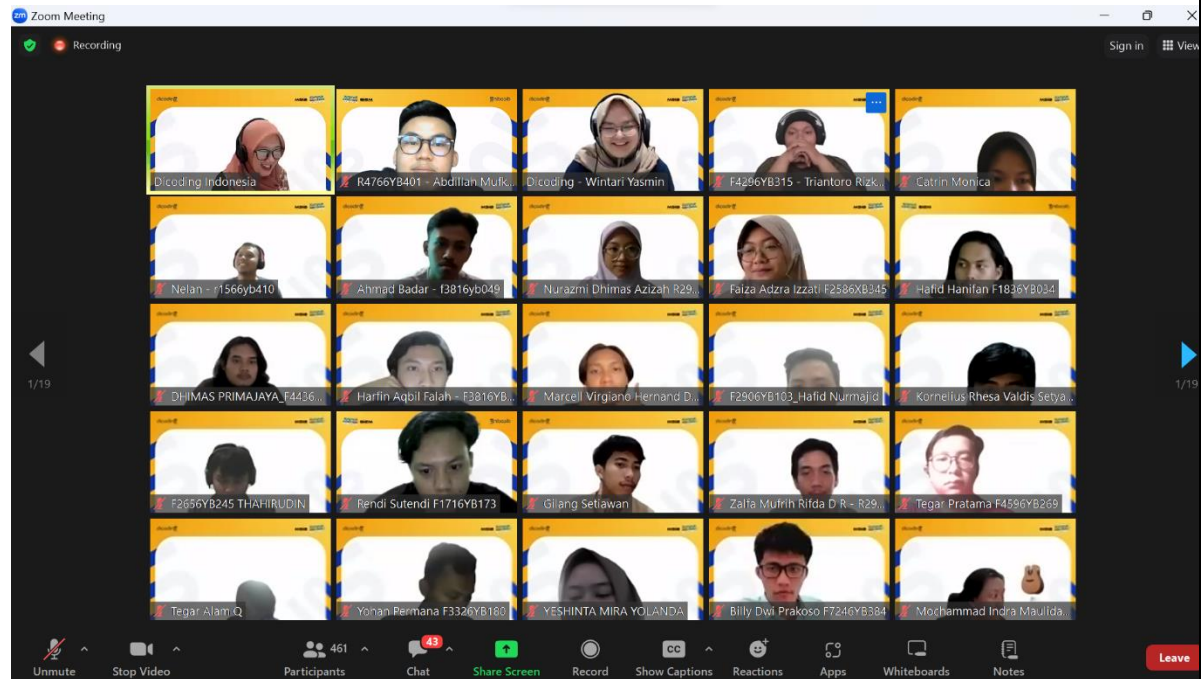 zm Zoom Meeting
Recording
Sign in
View
Dicoding Indonesia
R4766YB401 - Abdillah Mufk...
Dicoding - Wintari Yasmin
F4296YB315 - Triantoro Rizk...
Catrin Monica
Nelan - r1566yb410
Ahmad Badar - f3816yb049
Nurazmi Dhimas Azizah R29...
Faiza Adzra Izzati F2586XB345
Hafid Hanifan F1836YB034
DHIMAS PRIMAJAYA_F4436...
Harfin Aqbil Falah - F3816YB...
Marcell Virgiano Hernand D...
F2906YB103_Hafid Nurmajid
Kornelius Rhesa Valdis Setya...
1/19
1/19
F2656YB245 THAHIRUDIN
Rendi Sutendi F1716YB173
Gilang Setiawan
Zalfa Mufrih Rifda D R - R29...
Tegar Pratama F4596YB269
Tegar Alam Q
Yohan Permana F3326YB180
YESHINTA MIRA YOLANDA
Billy Dwi Prakoso F7246YB384
Mochammad Indra Maulida...
Unmute
Stop Video
461
Participants
43
Chat
Share Screen
Record
CC
Show Captions
Reactions
Apps
Whiteboards
Notes
Leave